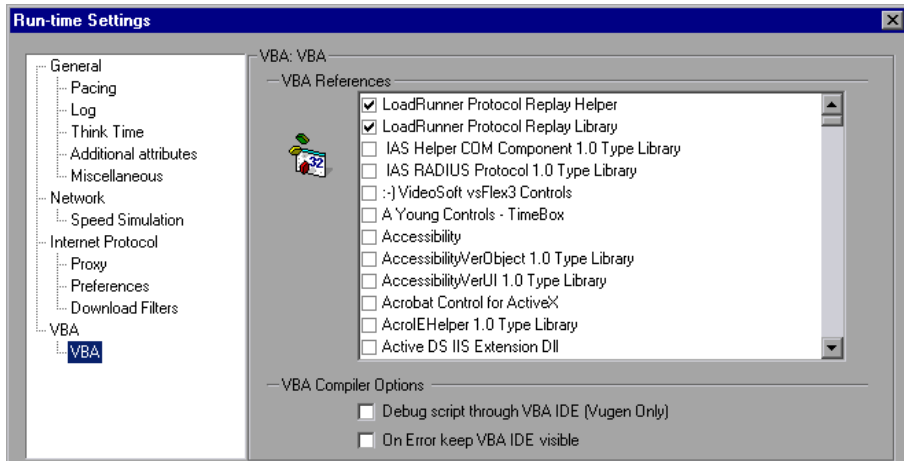 Run-time Settings
General
Pacing
Log
Think Time
Additional attributes
Miscellaneous
Network
Speed Simulation
Internet Protocol
Proxy
Preferences
Download Filters
VBA
VBA
VBA: VBA
VBA References
32
LoadRunner Protocol Replay Helper
LoadRunner Protocol Replay Library
IAS Helper COM Component 1.0 Type Library
IAS RADIUS Protocol 1.0 Type Library
:-) VideoSoft vsFlex3 Controls
A Young Controls - TimeBox
Accessibility
AccessibilityVerObject 1.0 Type Library
AccessibilityVerUI 1.0 Type Library
Acrobat Control for ActiveX
AcroIEHelper 1.0 Type Library
Active DS IIS Extension Dll
VBA Compiler Options
Debug script through VBA IDE (Vugen Only)
On Error keep VBA IDE visible